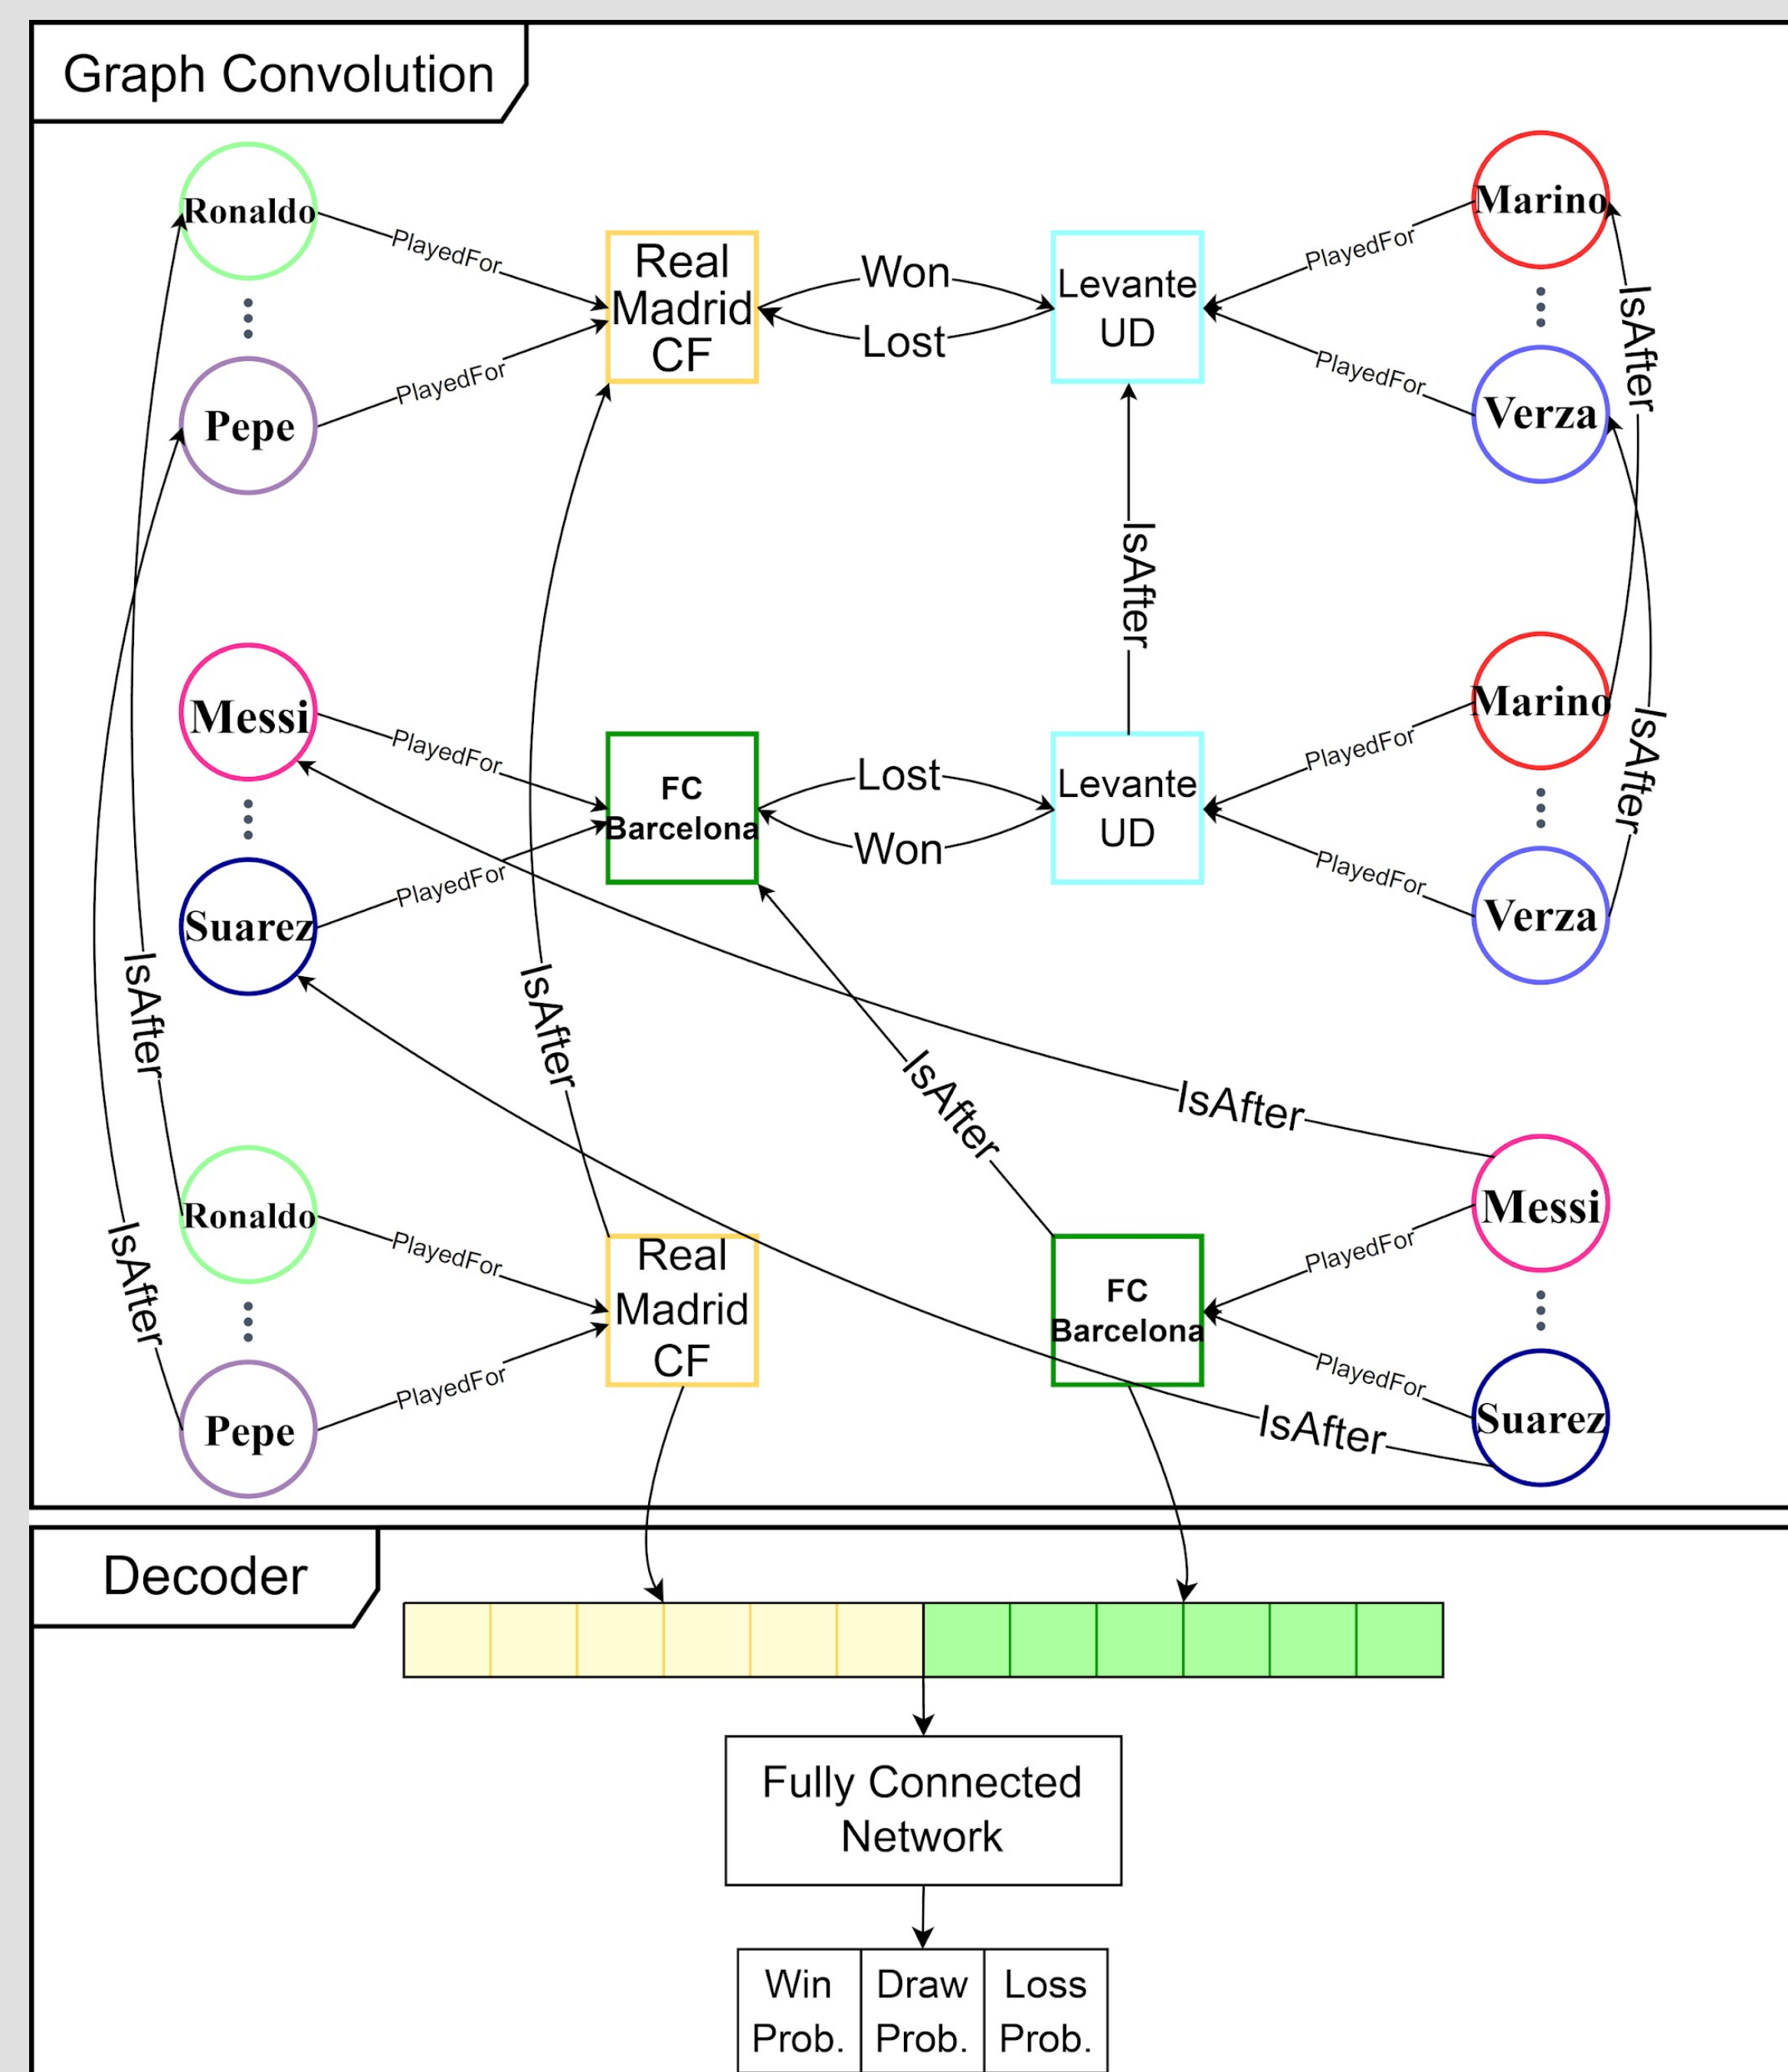 Graph Convolution
Ronaldo
PlayedFor
Real
Madrid
CF
Won
Lost
Levante
UD
PlayedFor
Marino
Pepe
PlayedFor
PlayedFor
Verza
IsAfter
IsAfter
Messi
PlayedFor
FC
Barcelona
Lost
Won
Levante
UD
PlayedFor
Marino
Suarez
PlayedFor
PlayedFor
Verza
IsAfter
IsAfter
IsAfter
IsAfter
IsAfter
Ronaldo
PlayedFor
Real
Madrid
CF
FC
Barcelona
PlayedFor
Messi
IsAfter
Pepe
PlayedFor
PlayedFor
Suarez
IsAfter
Decoder
Fully Connected
Network
Win
Prob.
Draw
Prob.
Loss
Prob.